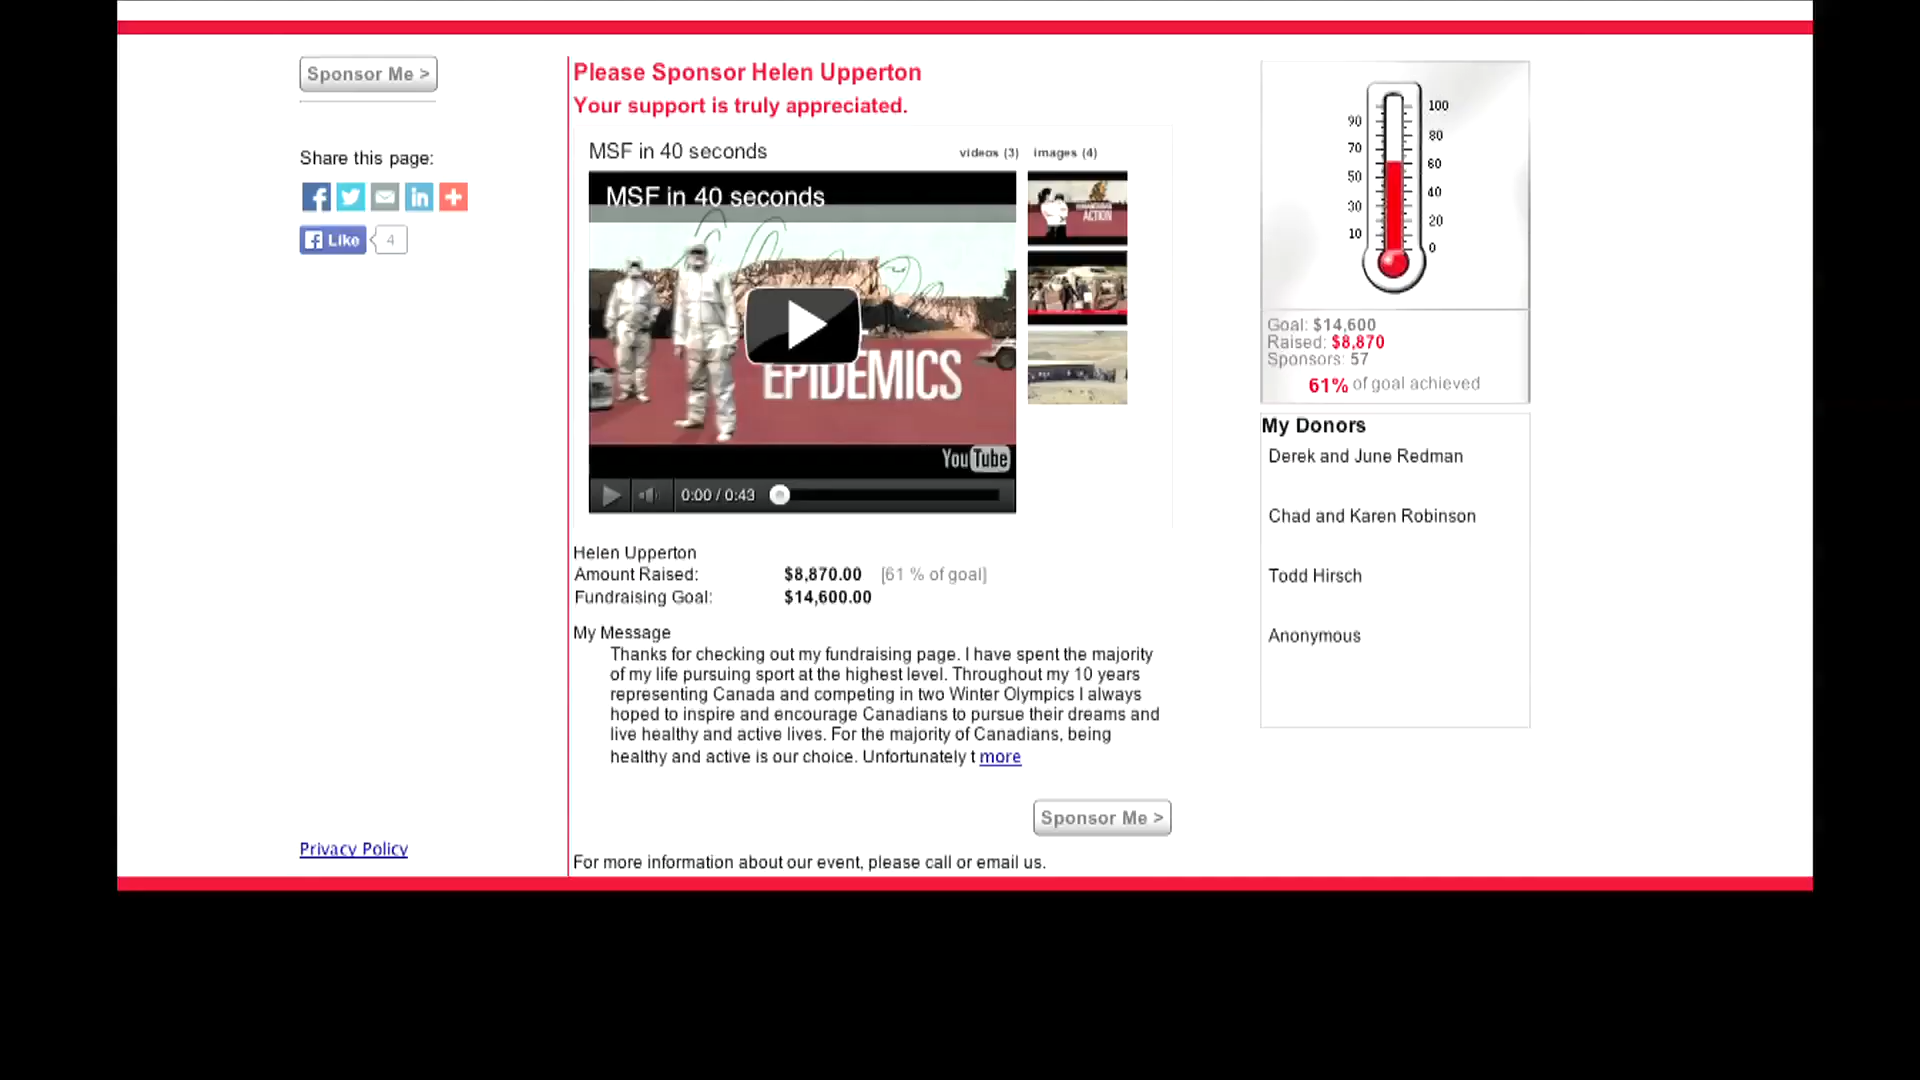 Sponsor Me >
Share this page:
Like
4
Privacy Policy
Please Sponsor Helen Upperton
Your support is truly appreciated.
MSF in 40 seconds
videos (3) images (4)
MSF in 40 seconds
EPIDEMICS
YouTube
0:00 / 0:43
ACTION
Helen Upperton
Amount Raised: $8,870.00 [61 % of goal]
Fundraising Goal: $14,600.00
My Message
Thanks for checking out my fundraising page. I have spent the majority
of my life pursuing sport at the highest level. Throughout my 10 years
representing Canada and competing in two Winter Olympics I always
hoped to inspire and encourage Canadians to pursue their dreams and
live healthy and active lives. For the majority of Canadians, being
healthy and active is our choice. Unfortunately t more
Sponsor Me >
For more information about our event, please call or email us.
100
90
80
70
60
50
40
30
20
10
0
Goal: $14,600
Raised: $8,870
Sponsors: 57
61% of goal achieved
My Donors
Derek and June Redman
Chad and Karen Robinson
Todd Hirsch
Anonymous